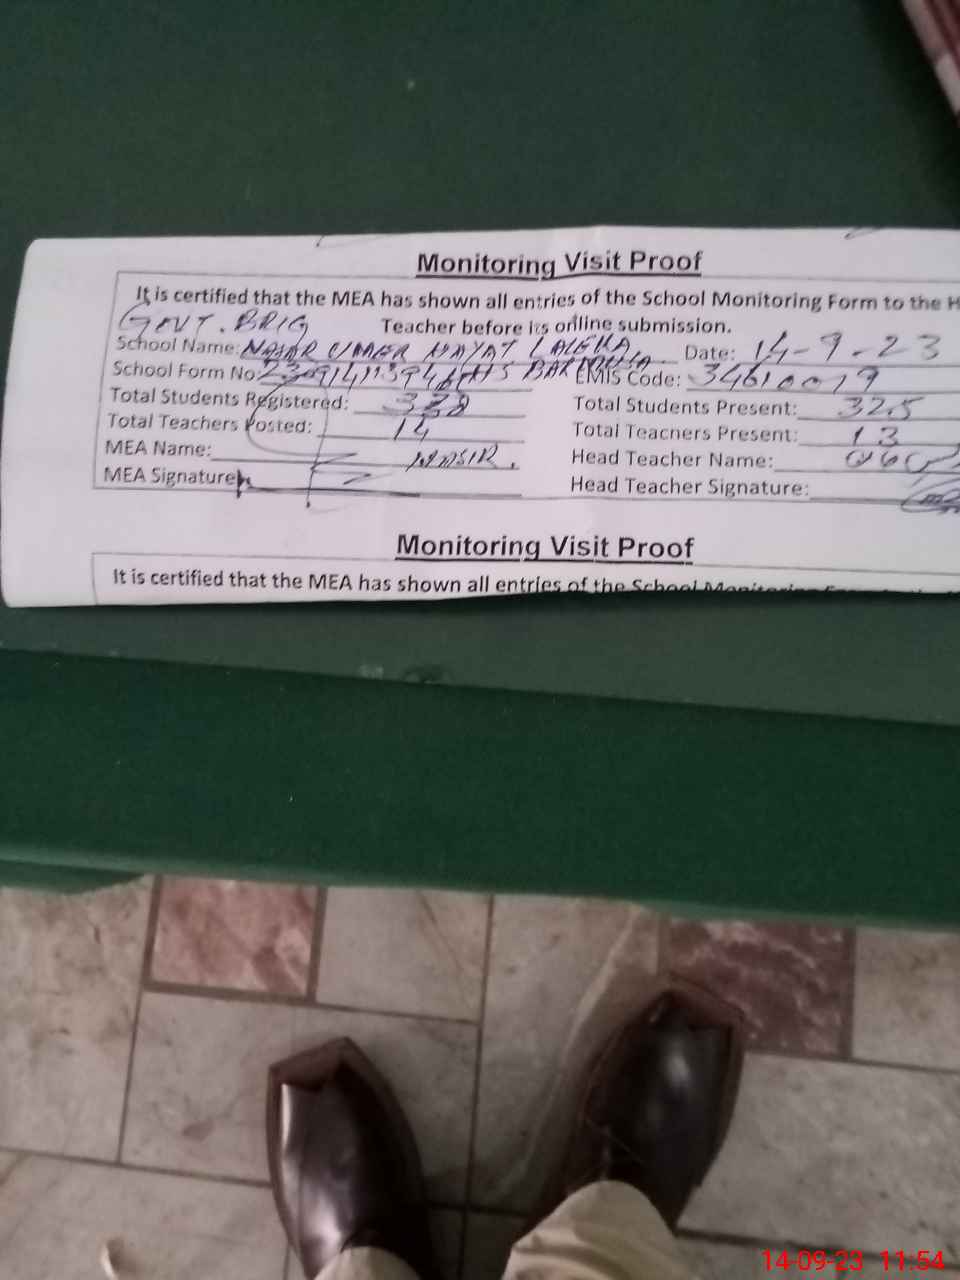 Monitoring Visit Proof
It is certified that the MEA has shown all entries of the School Monitoring Form to the H
GOVT. BRIG Teacher before its online submission.
School Name: UMER HAYAT LALEKA Date: 14-9-23
School Form No: EMIS Code: 34610019
Total Students Registered: 338 Total Students Present: 325
Total Teachers Posted: 14 Total Teachers Present: 13
MEA Name: NASIR. Head Teacher Name:
MEA Signature: Head Teacher Signature:
Monitoring Visit Proof
It is certified that the MEA has shown all entries of the School Monitoring
14-09-23 11:54